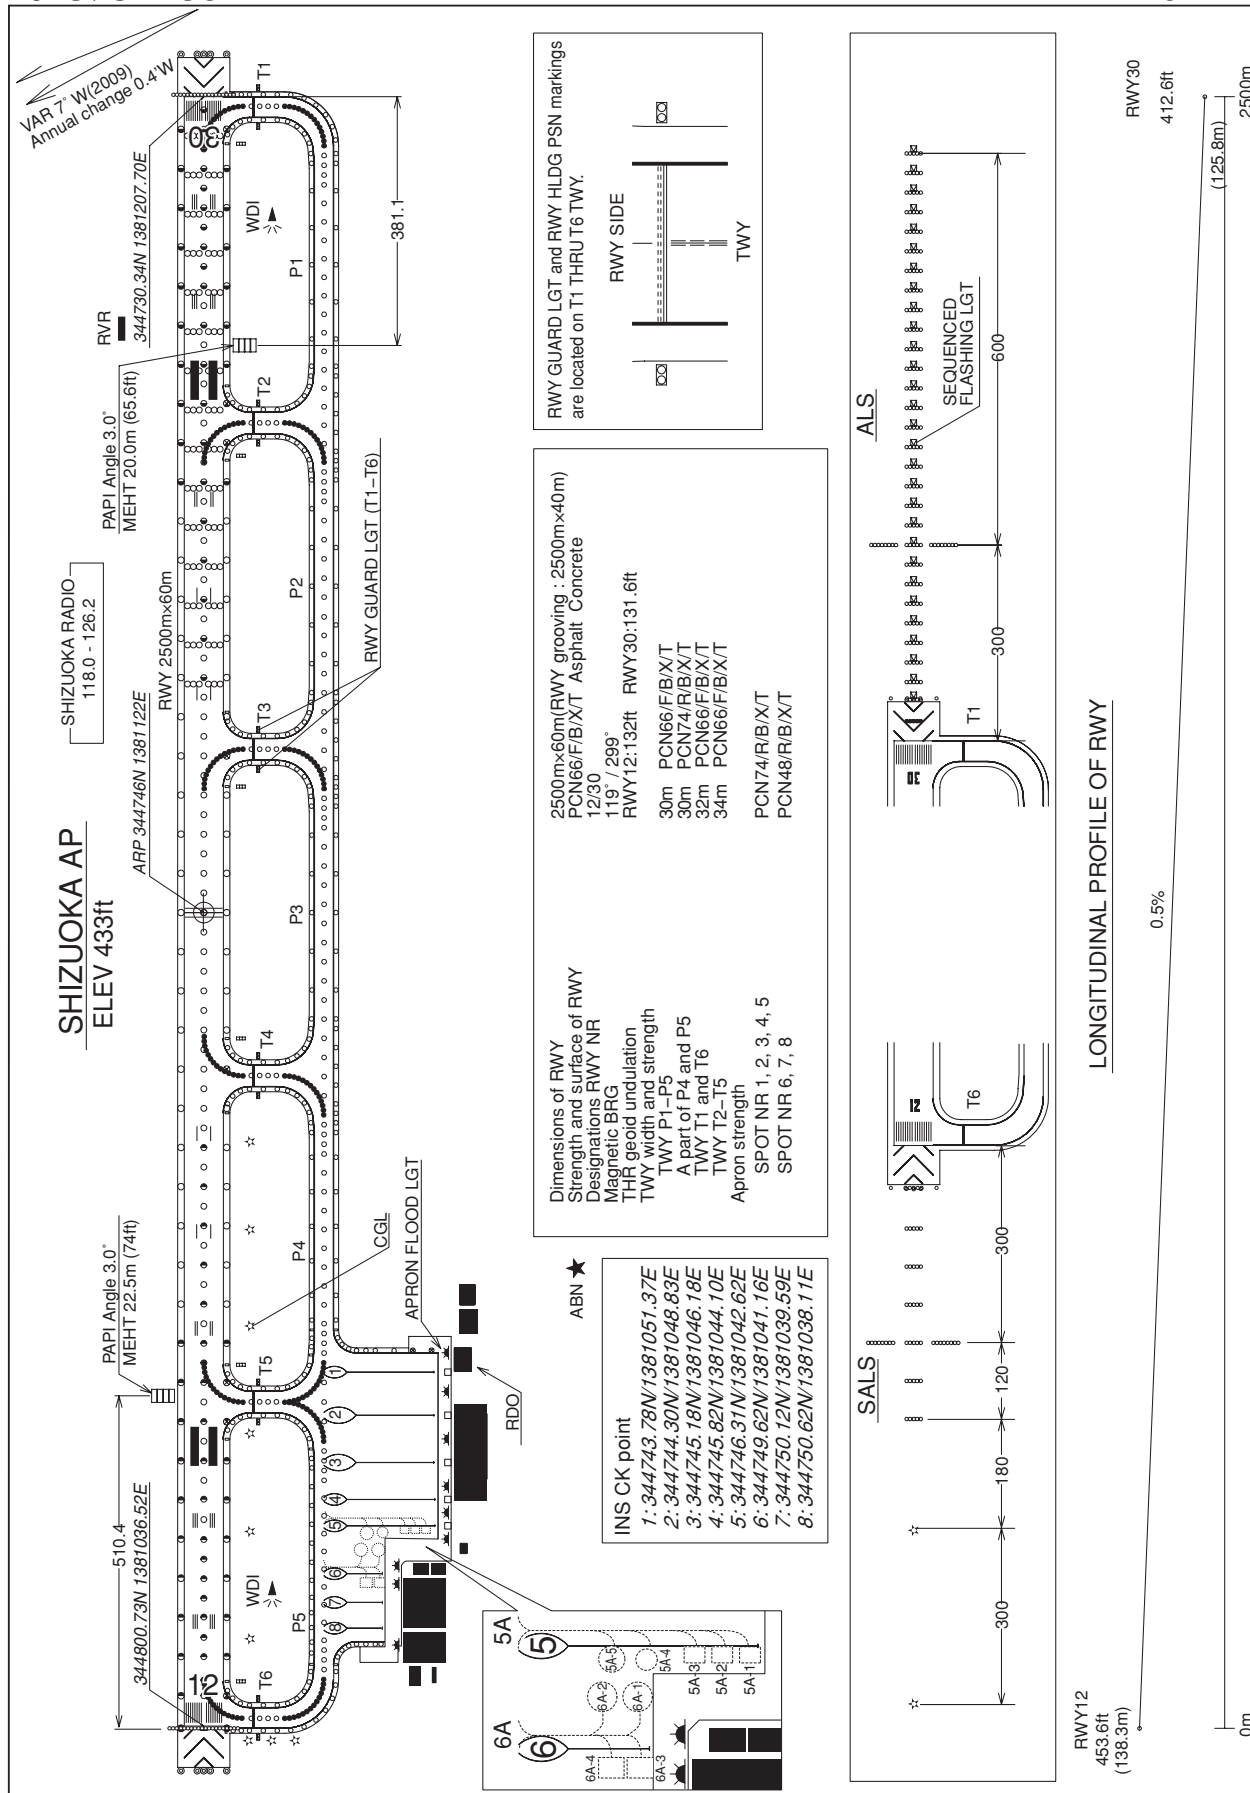 SHIZUOKA AP
ELEV 433ft
SHIZUOKA RADIO
118.0 - 126.2
VAR 7° W(2009)
Annual change 0.4'W
PAPI Angle 3.0°
MEHT 22.5m (74ft)
510.4
344800.73N 1381036.52E
ARP 344746N 1381122E
RWY 2500m×60m
PAPI Angle 3.0°
MEHT 20.0m (65.6ft)
RVR
344730.34N 1381207.70E
12
30
T6
T5
T4
T3
T2
T1
WDI
WDI
P5
P4
P3
P2
P1
381.1
CGL
APRON FLOOD LGT
RWY GUARD LGT (T1-T6)
8
7
6
5
4
3
2
1
RDO
ABN
6A
6
5A
5
6A-4
6A-3
6A-2
6A-1
5A-5
5A-4
5A-3
5A-2
5A-1
INS CK point
1: 344743.78N/1381051.37E
2: 344744.30N/1381048.83E
3: 344745.18N/1381046.18E
4: 344745.82N/1381044.10E
5: 344746.31N/1381042.62E
6: 344749.62N/1381041.16E
7: 344750.12N/1381039.59E
8: 344750.62N/1381038.11E
Dimensions of RWY 2500m×60m(RWY grooving : 2500m×40m)
Strength and surface of RWY PCN66/F/B/X/T Asphalt Concrete
Designations RWY NR 12/30
Magnetic BRG 119° / 299°
THR geoid undulation RWY12:132ft RWY30:131.6ft
TWY width and strength
TWY P1-P5 30m PCN66/F/B/X/T
A part of P4 and P5 30m PCN74/R/B/X/T
TWY T1 and T6 32m PCN66/F/B/X/T
TWY T2-T5 34m PCN66/F/B/X/T
Apron strength
SPOT NR 1, 2, 3, 4, 5 PCN74/R/B/X/T
SPOT NR 6, 7, 8 PCN48/R/B/X/T
RWY GUARD LGT and RWY HLDG PSN markings
are located on T1 THRU T6 TWY.
RWY SIDE
TWY
SALS
300
180
120
300
12
T6
ALS
30
T1
300
600
SEQUENCED
FLASHING LGT
LONGITUDINAL PROFILE OF RWY
RWY12
453.6ft
(138.3m)
0.5%
RWY30
412.6ft
(125.8m)
0m
2500m